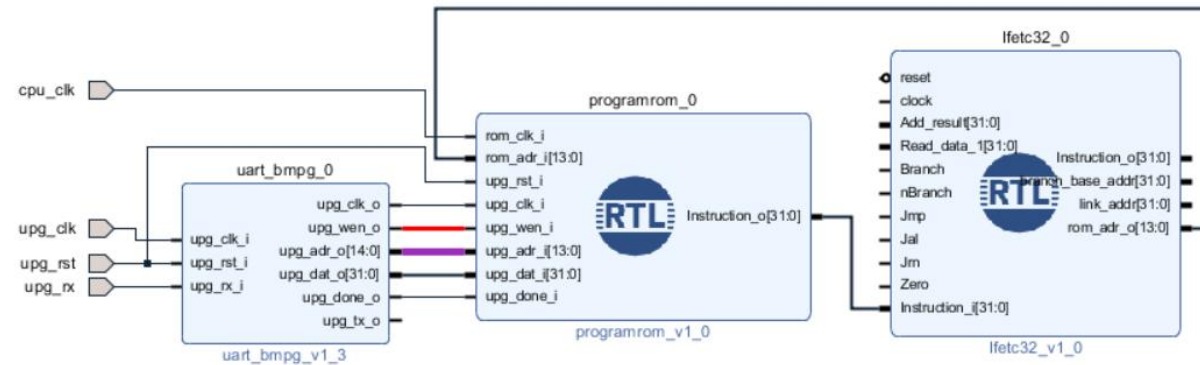 cpu_clk
upg_clk
upg_rst
upg_rx
uart_bmpg_0
upg_clk_i
upg_rst_i
upg_rx_i
upg_clk_o
upg_wen_o
upg_adr_o[14:0]
upg_dat_o[31:0]
upg_done_o
upg_tx_o
uart_bmpg_v1_3
programrom_0
rom_clk_i
rom_adr_i[13:0]
upg_rst_i
upg_clk_i
upg_wen_i
upg_adr_i[13:0]
upg_dat_i[31:0]
upg_done_i
RTL
Instruction_o[31:0]
programrom_v1_0
Ifetc32_0
reset
clock
Add_result[31:0]
Read_data_1[31:0]
Branch
nBranch
Jmp
Jal
Jrn
Zero
Instruction_i[31:0]
RTL
Instruction_o[31:0]
branch_base_addr[31:0]
link_addr[31:0]
rom_adr_o[13:0]
Ifetc32_v1_0